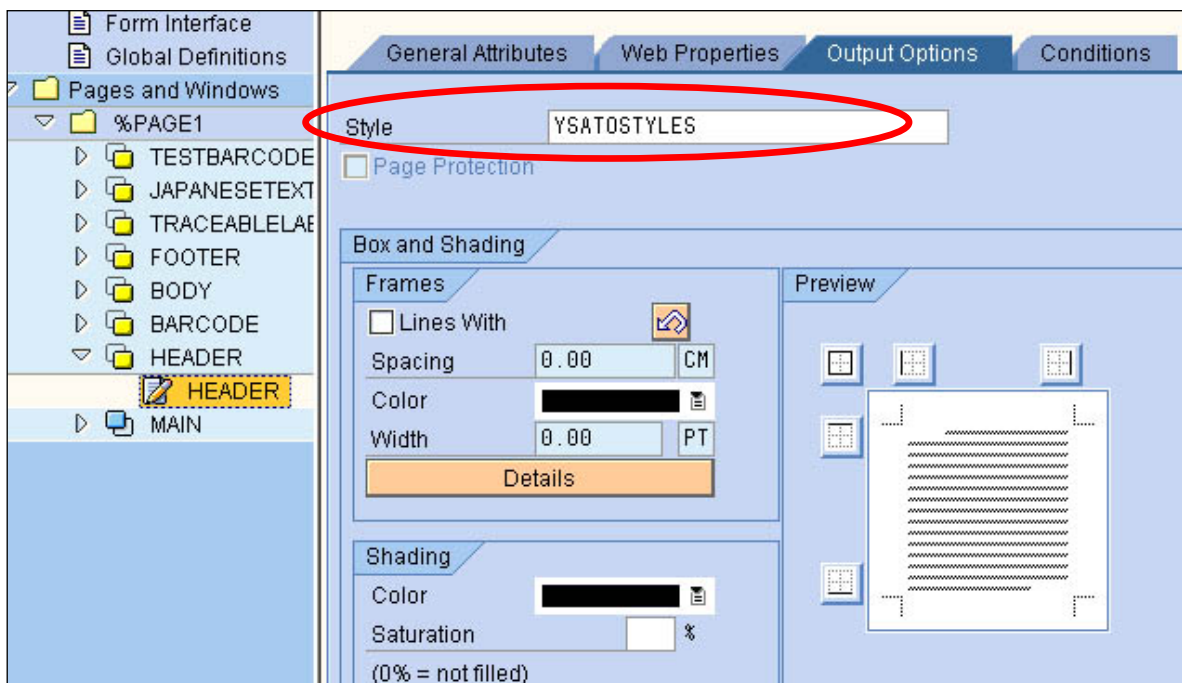 Form Interface
Global Definitions
Pages and Windows
%PAGE1
TESTBARCODE
JAPANESETEXT
TRACEABLELAB
FOOTER
BODY
BARCODE
HEADER
HEADER
MAIN
General Attributes Web Properties Output Options Conditions
Style YSATOSTYLES
Page Protection
Box and Shading
Frames
Lines With
Spacing 0.00 CM
Color
Width 0.00 PT
Details
Preview
Shading
Color
Saturation %
(0% = not filled)